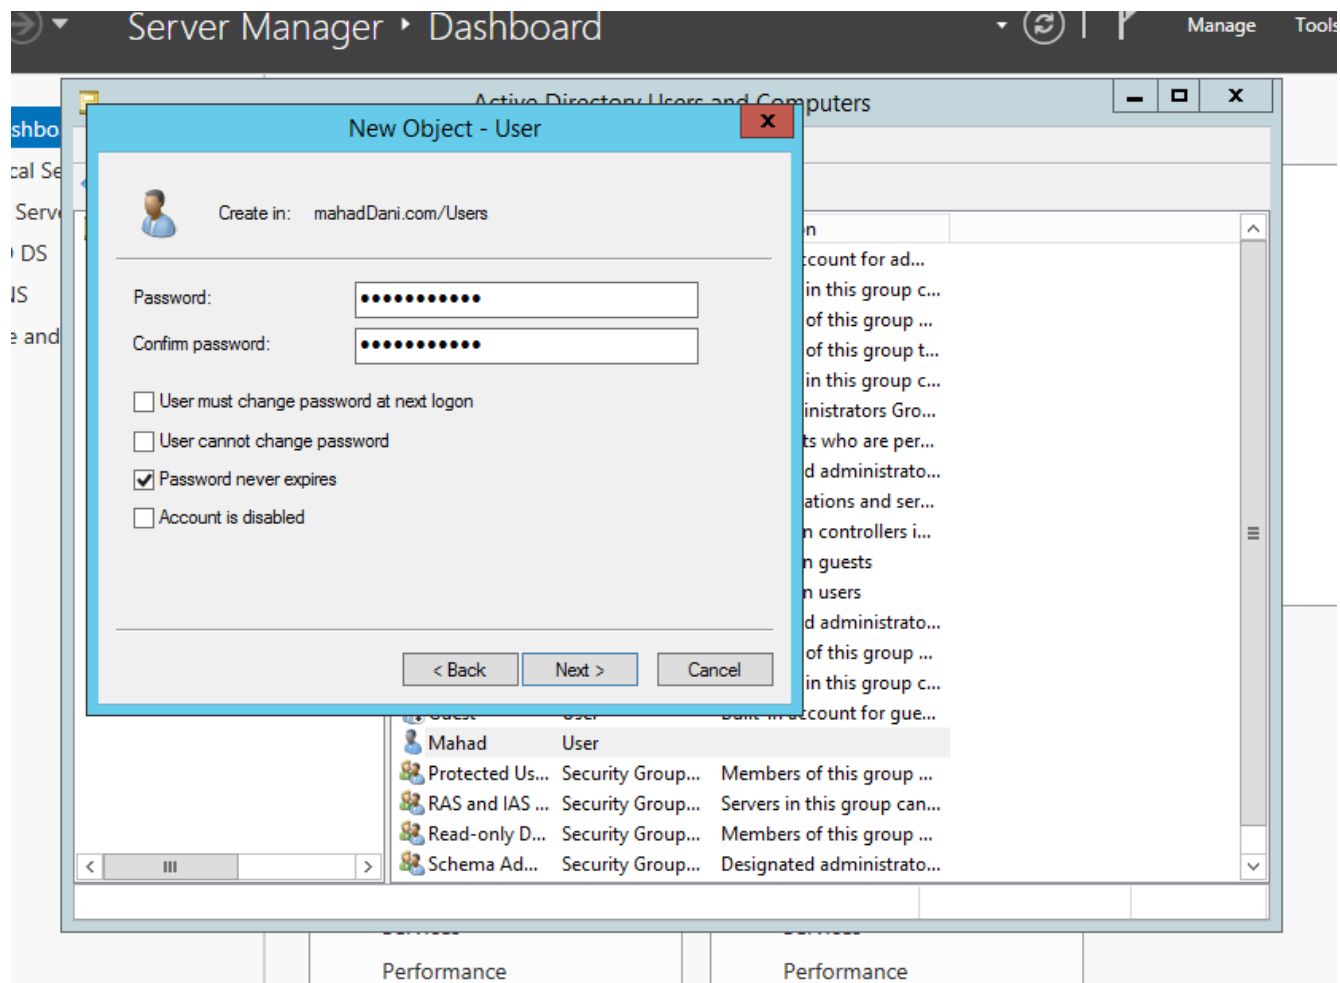 Server Manager ‣ Dashboard
Manage
Tools
Active Directory Users and Computers
New Object - User
Create in: mahadDani.com/Users
Password:
Confirm password:
User must change password at next logon
User cannot change password
Password never expires
Account is disabled
< Back
Next >
Cancel
DS
and
count for ad...
in this group c...
of this group ...
of this group t...
in this group c...
inistrators Gro...
ts who are per...
d administrato...
ations and ser...
n controllers i...
n guests
n users
d administrato...
of this group ...
in this group c...
Guest User Built-in account for gue...
Mahad User
Protected Us... Security Group... Members of this group ...
RAS and IAS ... Security Group... Servers in this group can...
Read-only D... Security Group... Members of this group ...
Schema Ad... Security Group... Designated administrato...
Performance
Performance